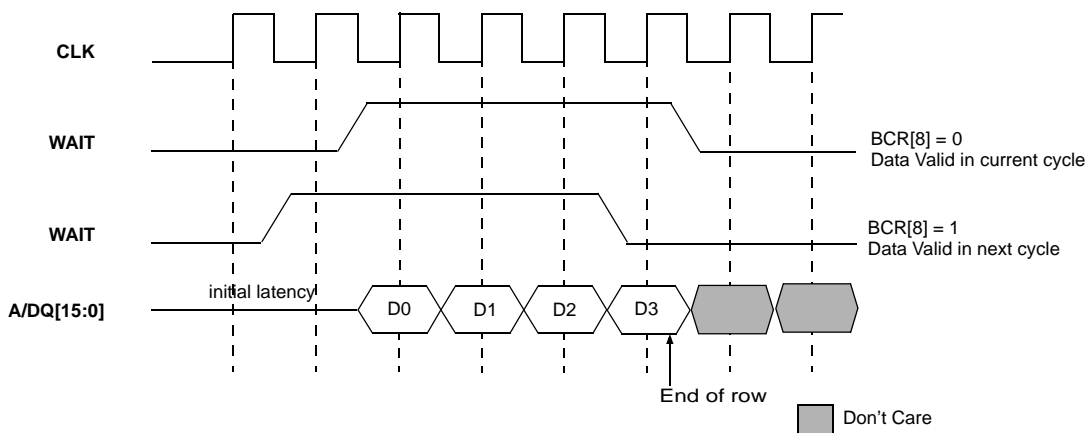 CLK
WAIT
BCR[8] = 0
Data Valid in current cycle
WAIT
BCR[8] = 1
Data Valid in next cycle
initial latency
A/DQ[15:0]
D0
D1
D2
D3
End of row
Don't Care